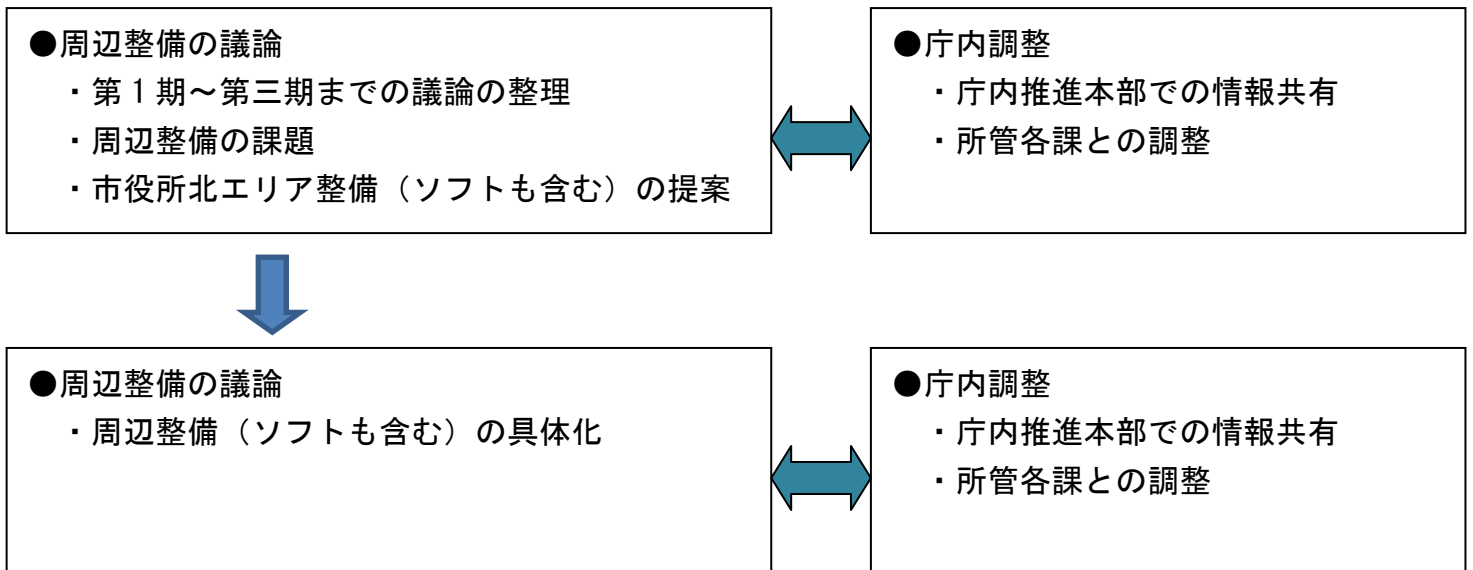 ●周辺整備の議論
・第1期～第三期までの議論の整理
・周辺整備の課題
・市役所北エリア整備（ソフトも含む）の提案
●庁内調整
・庁内推進本部での情報共有
・所管各課との調整
●周辺整備の議論
・周辺整備（ソフトも含む）の具体化
●庁内調整
・庁内推進本部での情報共有
・所管各課との調整